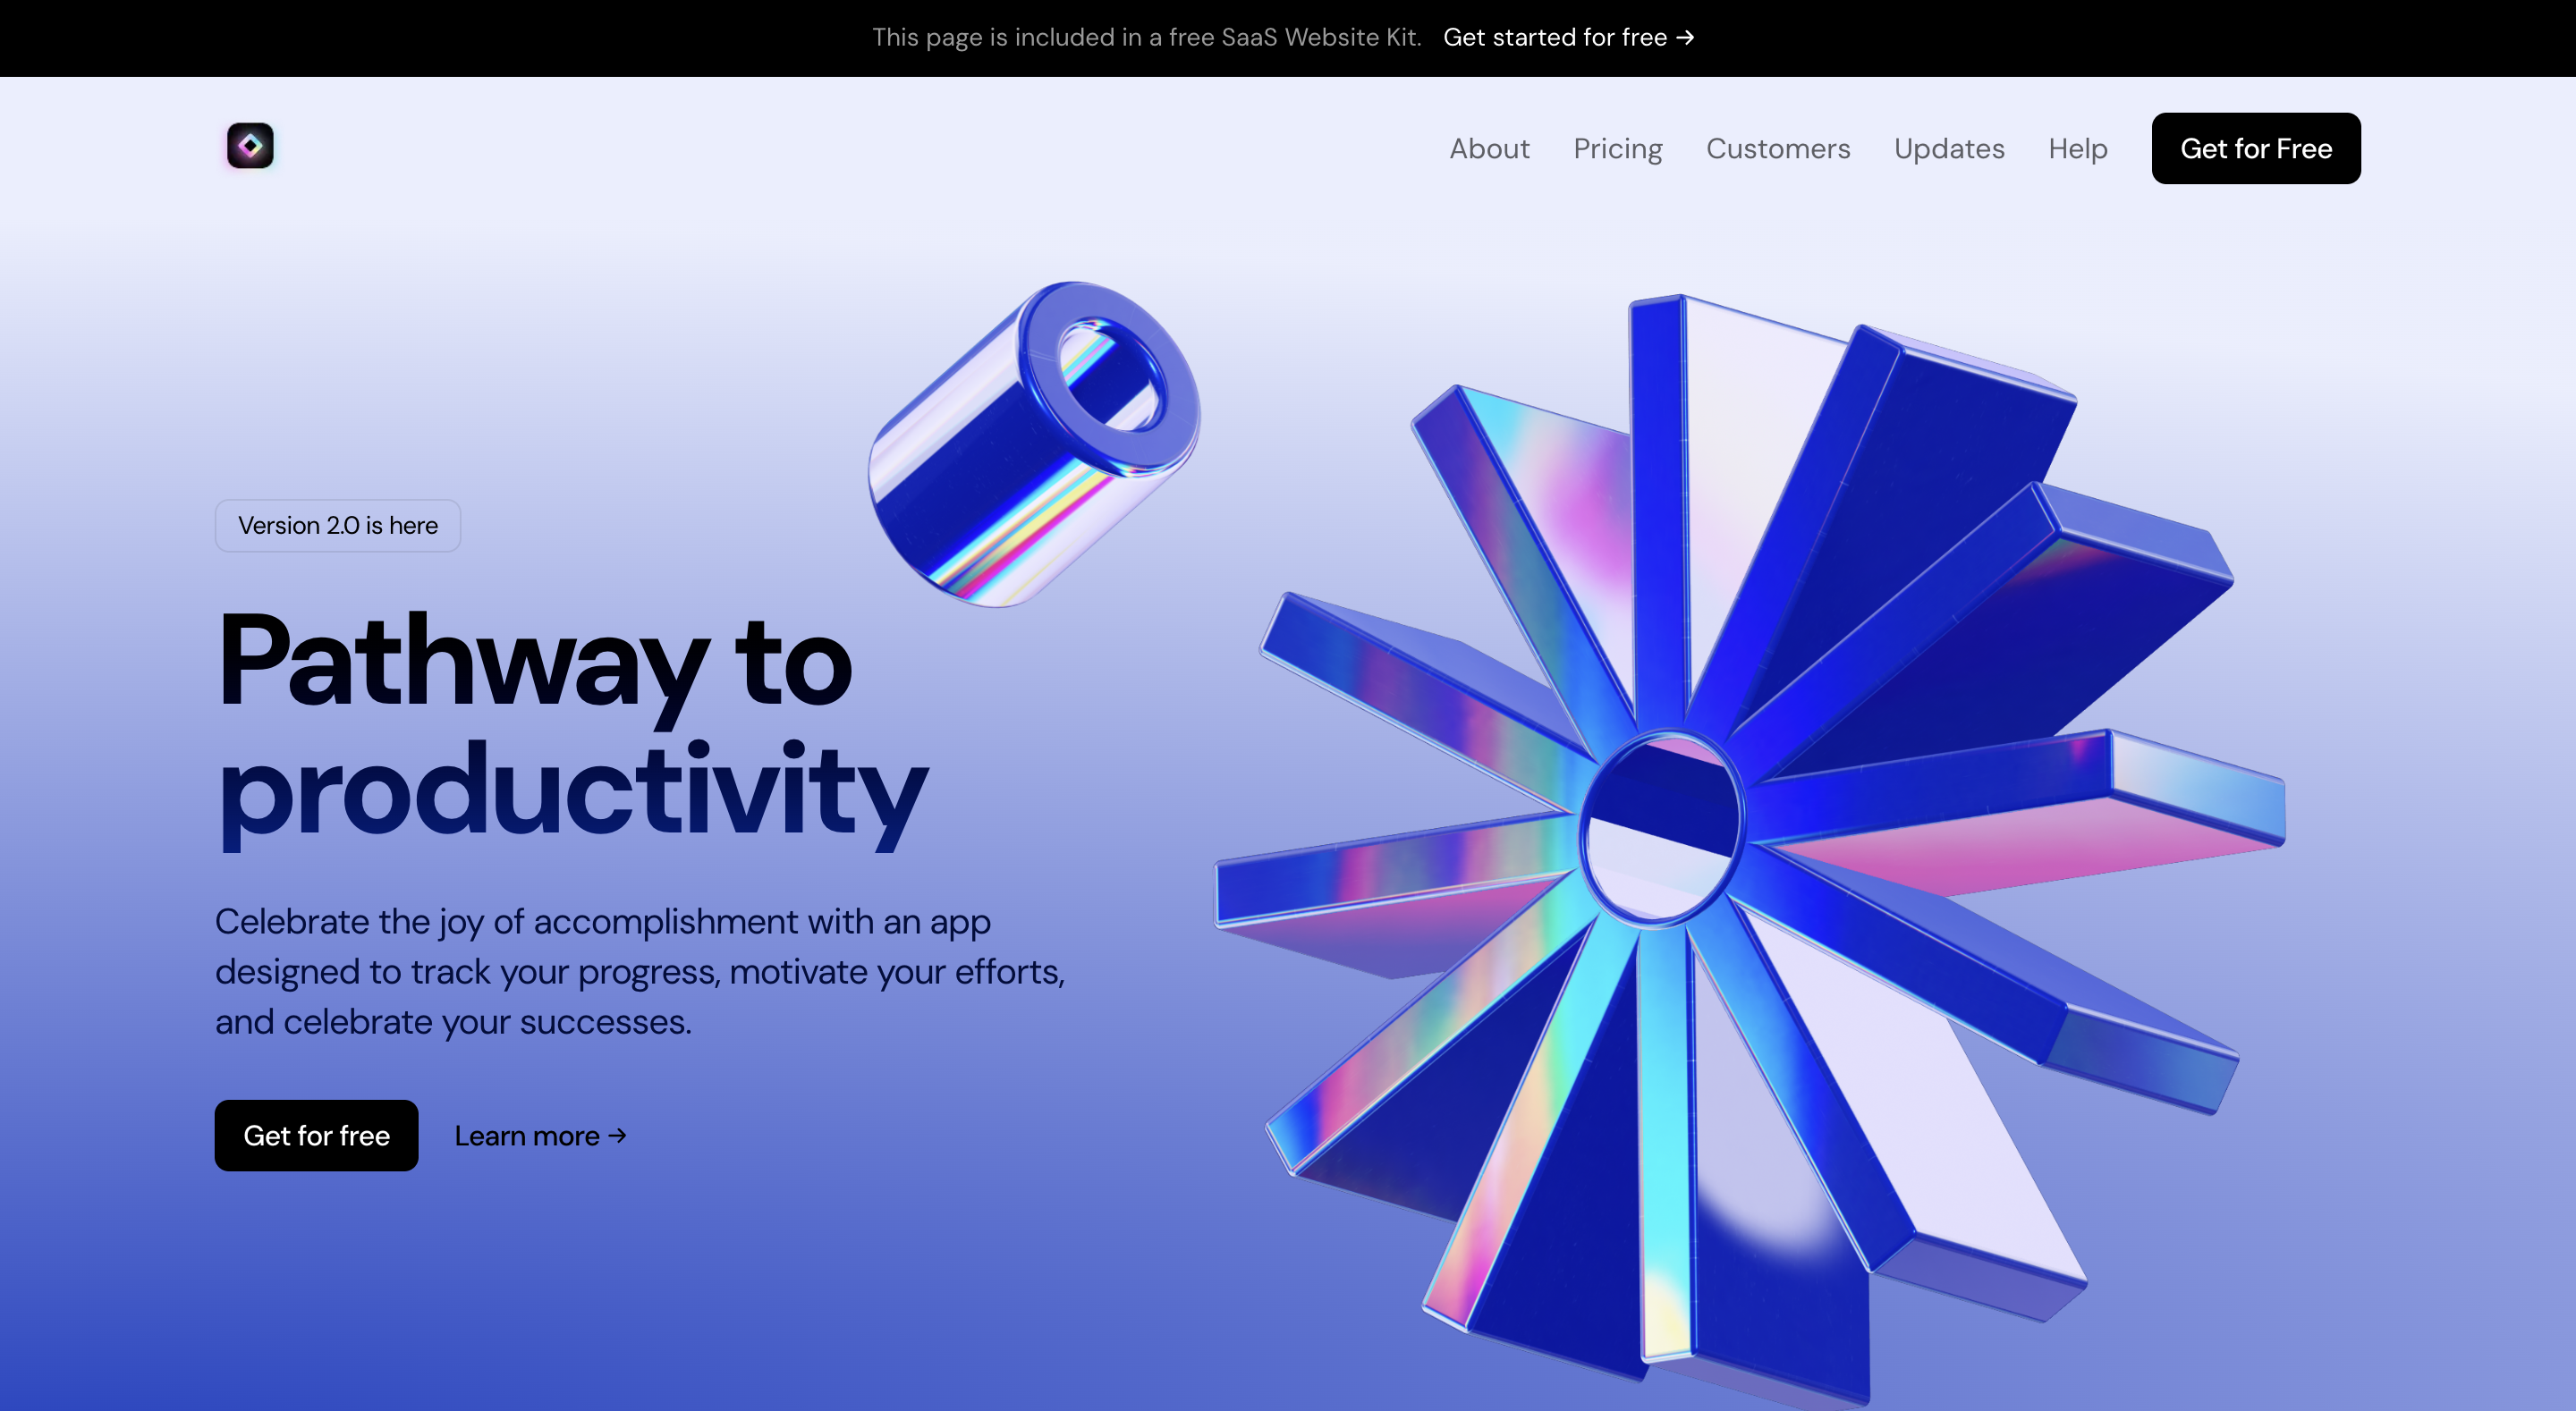 This page is included in a free SaaS Website Kit. Get started for free →
About Pricing Customers Updates Help Get for Free
Version 2.0 is here
Pathway to
productivity
Celebrate the joy of accomplishment with an app
designed to track your progress, motivate your efforts,
and celebrate your successes.
Get for free Learn more →